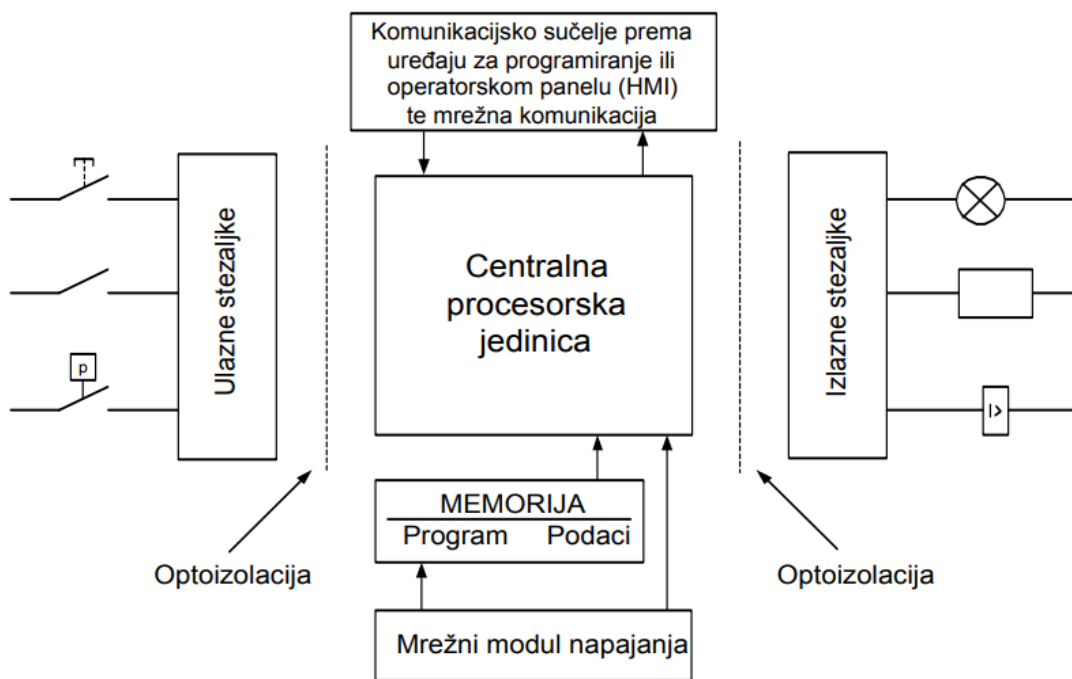 Komunikacijsko sučelje prema
uređaju za programiranje ili
operatorskom panelu (HMI)
te mrežna komunikacija
Ulazne stezaljke
p
Centralna
procesorska
jedinica
Izlazne stezaljke
I>
MEMORIJA
Program Podaci
Optoizolacija
Optoizolacija
Mrežni modul napajanja